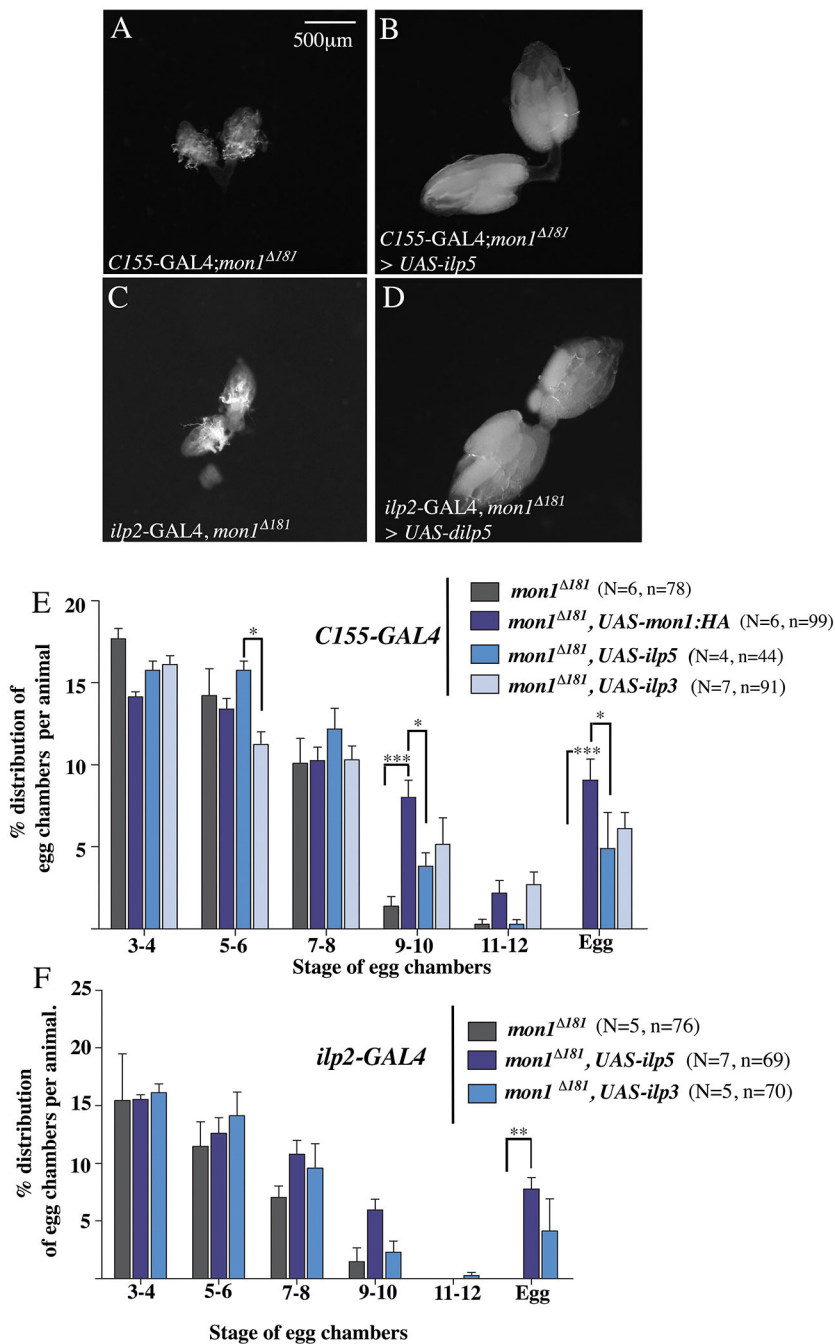 A
500µm
C155-GAL4;mon1Δ181
B
C155-GAL4;mon1Δ181
> UAS-ilp5
C
ilp2-GAL4, mon1Δ181
D
ilp2-GAL4, mon1Δ181
> UAS-dilp5
E
% distribution of
egg chambers per animal
20
15
10
5
C155-GAL4
mon1Δ181 (N=6, n=78)
mon1Δ181, UAS-mon1:HA (N=6, n=99)
mon1Δ181, UAS-ilp5 (N=4, n=44)
mon1Δ181, UAS-ilp3 (N=7, n=91)
*
***
*
***
*
3-4 5-6 7-8 9-10 11-12 Egg
Stage of egg chambers
F
% distribution
of egg chambers per animal.
25
20
15
10
5
ilp2-GAL4
mon1Δ181 (N=5, n=76)
mon1Δ181, UAS-ilp5 (N=7, n=69)
mon1 Δ181, UAS-ilp3 (N=5, n=70)
**
3-4 5-6 7-8 9-10 11-12 Egg
Stage of egg chambers